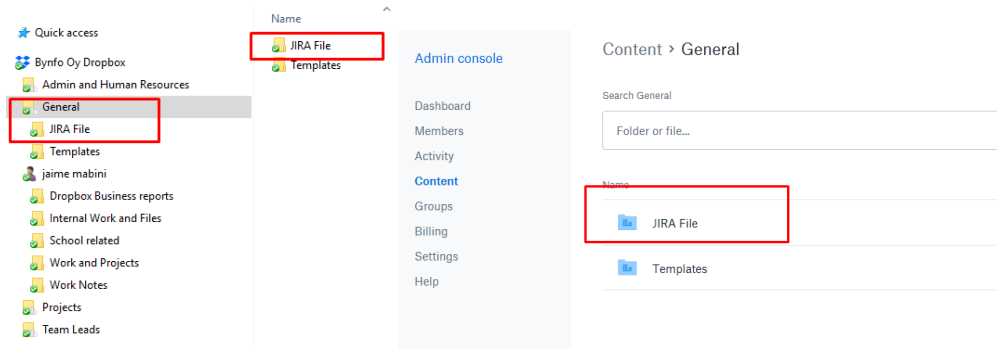 Quick access
Bynfo Oy Dropbox
Admin and Human Resources
General
JIRA File
Templates
jaime mabini
Dropbox Business reports
Internal Work and Files
School related
Work and Projects
Work Notes
Projects
Team Leads
Name
JIRA File
Templates
Admin console
Dashboard
Members
Activity
Content
Groups
Billing
Settings
Help
Content > General
Search General
Folder or file...
Name
JIRA File
Templates